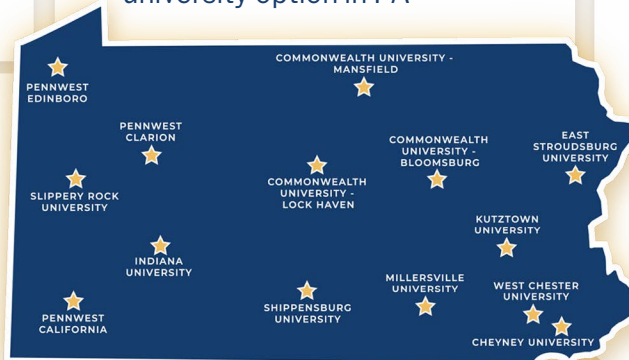 university option in PA
COMMONWEALTH UNIVERSITY -
MANSFIELD
PENNWEST
EDINBORO
PENNWEST
CLARION
COMMONWEALTH
UNIVERSITY -
BLOOMSBURG
EAST
STROUDSBURG
UNIVERSITY
SLIPPERY ROCK
UNIVERSITY
COMMONWEALTH
UNIVERSITY -
LOCK HAVEN
KUTZTOWN
UNIVERSITY
INDIANA
UNIVERSITY
MILLERSVILLE
UNIVERSITY
WEST CHESTER
UNIVERSITY
PENNWEST
CALIFORNIA
SHIPPENSBURG
UNIVERSITY
CHEYNEY UNIVERSITY